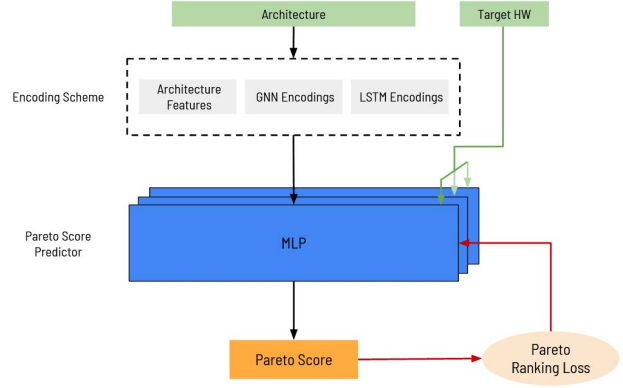 Architecture
Target HW
Encoding Scheme
Architecture
Features
GNN Encodings
LSTM Encodings
Pareto Score
Predictor
MLP
Pareto Score
Pareto
Ranking Loss